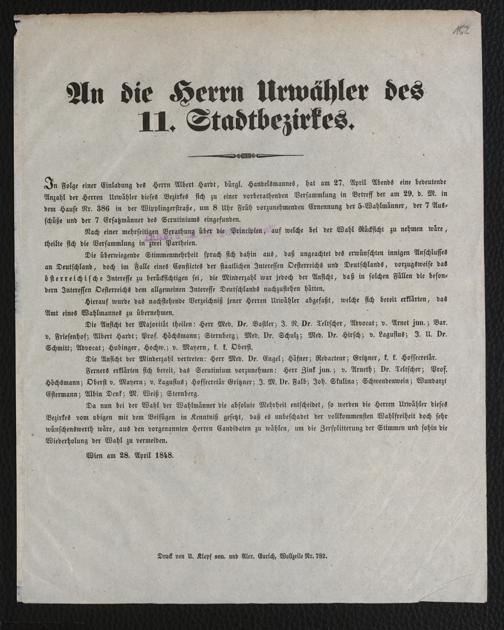 152
An die Herrn Urwähler des
11. Stadtbezirkes.
In Folge einer Einladung des Herrn Albert Hardt, bürgl. Handelsmannes, hat am 27. April Abends eine bedeutende
Anzahl der Herren Urwähler dieses Bezirkes sich zu einer vorberathenden Versammlung in Betreff der am 29. d. M. in
dem Hause Nr. 386 in der Wipplingerstraße, um 8 Uhr Früh vorzunehmenden Ernennung der 5 Wahlmänner, der 7 Aus-
schüße und der 7 Ersatzmänner des Scrutiniums eingefunden.
Nach einer mehrseitigen Berathung über die Principien, auf welche bei der Wahl Rücksicht zu nehmen wäre,
theilte sich die Versammlung in zwei Partheien.
Die überwiegende Stimmenmehrheit sprach sich dahin aus, daß ungeachtet des erwünschten innigen Anschlusses
an Deutschland, doch im Falle eines Conflictes der staatlichen Interessen Oesterreichs und Deutschlands, vorzugsweise das
österreichische Interesse zu berücksichtigen sei, die Minderzahl war jedoch der Ansicht, daß in solchen Fällen die beson-
dern Interessen Oesterreichs dem allgemeinen Interesse Deutschlands nachzustehen hätten.
Hierauf wurde das nachstehende Verzeichniß jener Herren Urwähler abgefaßt, welche sich bereit erklärten, das
Amt eines Wahlmannes zu übernehmen.
Die Ansicht der Majorität theilen: Herr Med. Dr. Bastler; J. N. Dr. Teltscher, Advocat; v. Arnet jun.; Bar.
v. Friesenhof; Albert Hardt; Prof. Höchsmann; Sternberg; Med. Dr. Schulz; Med. Dr. Hirsch; v. Lagusius; J. U. Dr.
Schmitt; Advocat; Hubinger, Hochw.; v. Mayern, k. k. Oberst.
Die Ansicht der Minderzahl vertreten: Herr Med. Dr. Engel; Häfner; Redacteur; Grixner, k. k. Hofsecretär.
Ferners erklärten sich bereit, das Scrutinium vorzunehmen: Herr Zink jun.; v. Arneth; Dr. Teltscher; Prof.
Höchsmann; Oberst v. Mayern; v. Lagusius; Hofsecretär Grixner; J. M. Dr. Halb; Joh. Skulina; Schwendenwein; Wundarzt
Gstermann; Albin Denk; M. Weiß; Sternberg.
Da nun bei der Wahl der Wahlmänner die absolute Mehrheit entscheidet, so werden die Herren Urwähler dieses
Bezirkes vom obigen mit dem Beifügen in Kenntniß gesetzt, daß es unbeschadet der vollkommensten Wahlfreiheit doch sehr
wünschenswerth wäre, aus den vorgenannten Herren Candidaten zu wählen, um die Zersplitterung der Stimmen und sohin die
Wiederholung der Wahl zu vermeiden.
Wien am 28. April 1848.
Druck von U. Klopf sen. und Alex. Eurich, Wollzeile Nr. 782.